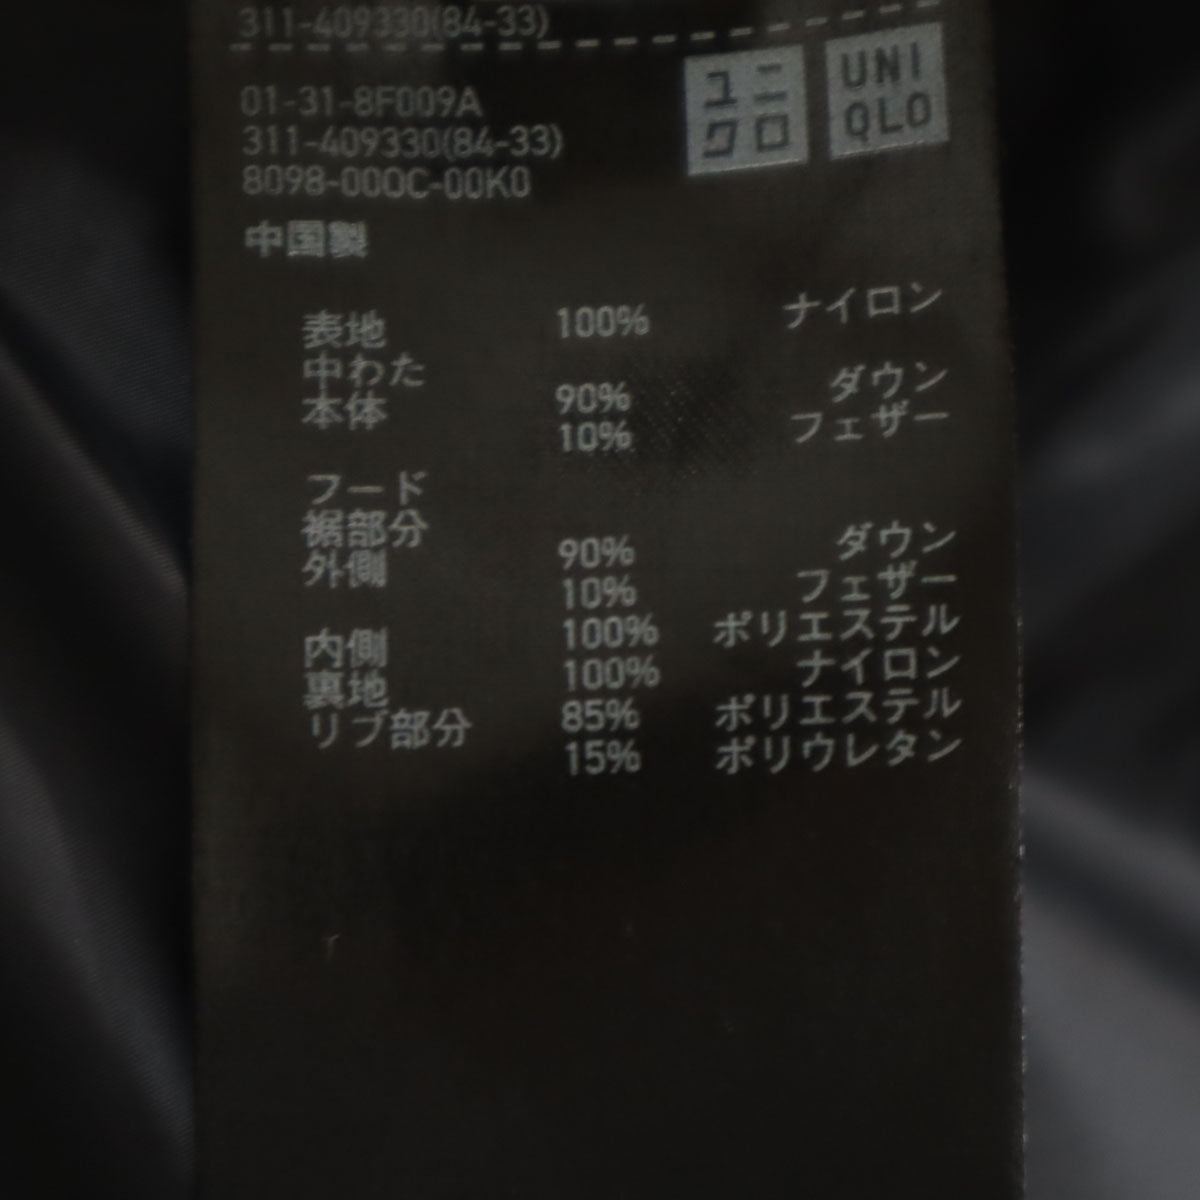 311-409330(84-33)
01-31-8F009A
311-409330(84-33)
8098-000C-00K0
ユニ
クロ
UNI
QLO
中国製
表地 100% ナイロン
中わた
本体 90% ダウン
10% フェザー
フード
裾部分
外側 90% ダウン
10% フェザー
内側 100% ポリエステル
裏地 100% ナイロン
リブ部分 85% ポリエステル
15% ポリウレタン